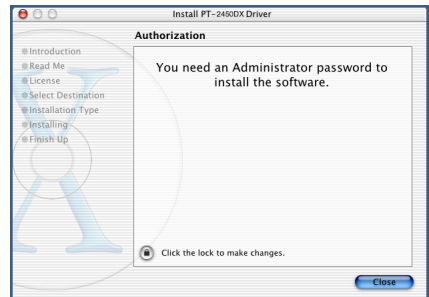 Install PT-2450DX Driver
Authorization
Introduction
Read Me
License
Select Destination
Installation Type
Installing
Finish Up
You need an Administrator password to
install the software.
Click the lock to make changes.
Close